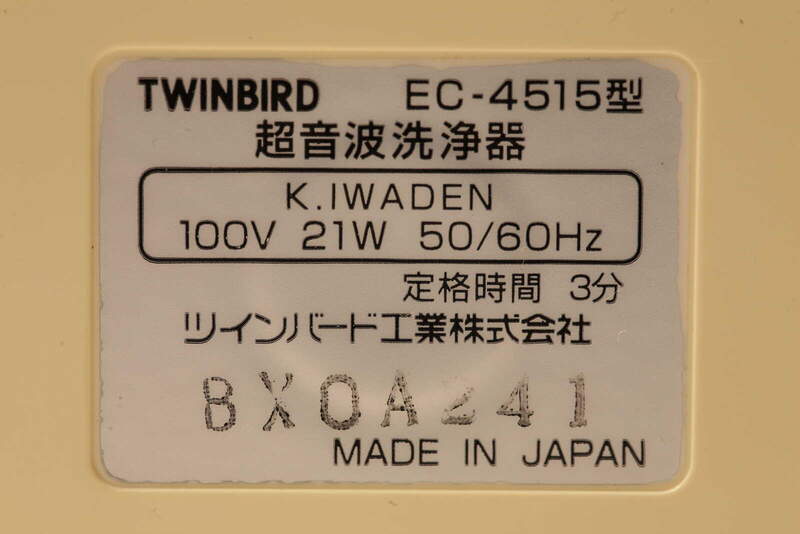 TWINBIRD EC-4515型
超音波洗浄器
K.IWADEN
100V 21W 50/60Hz
定格時間 3分
ツインバード工業株式会社
8X0A241
MADE IN JAPAN